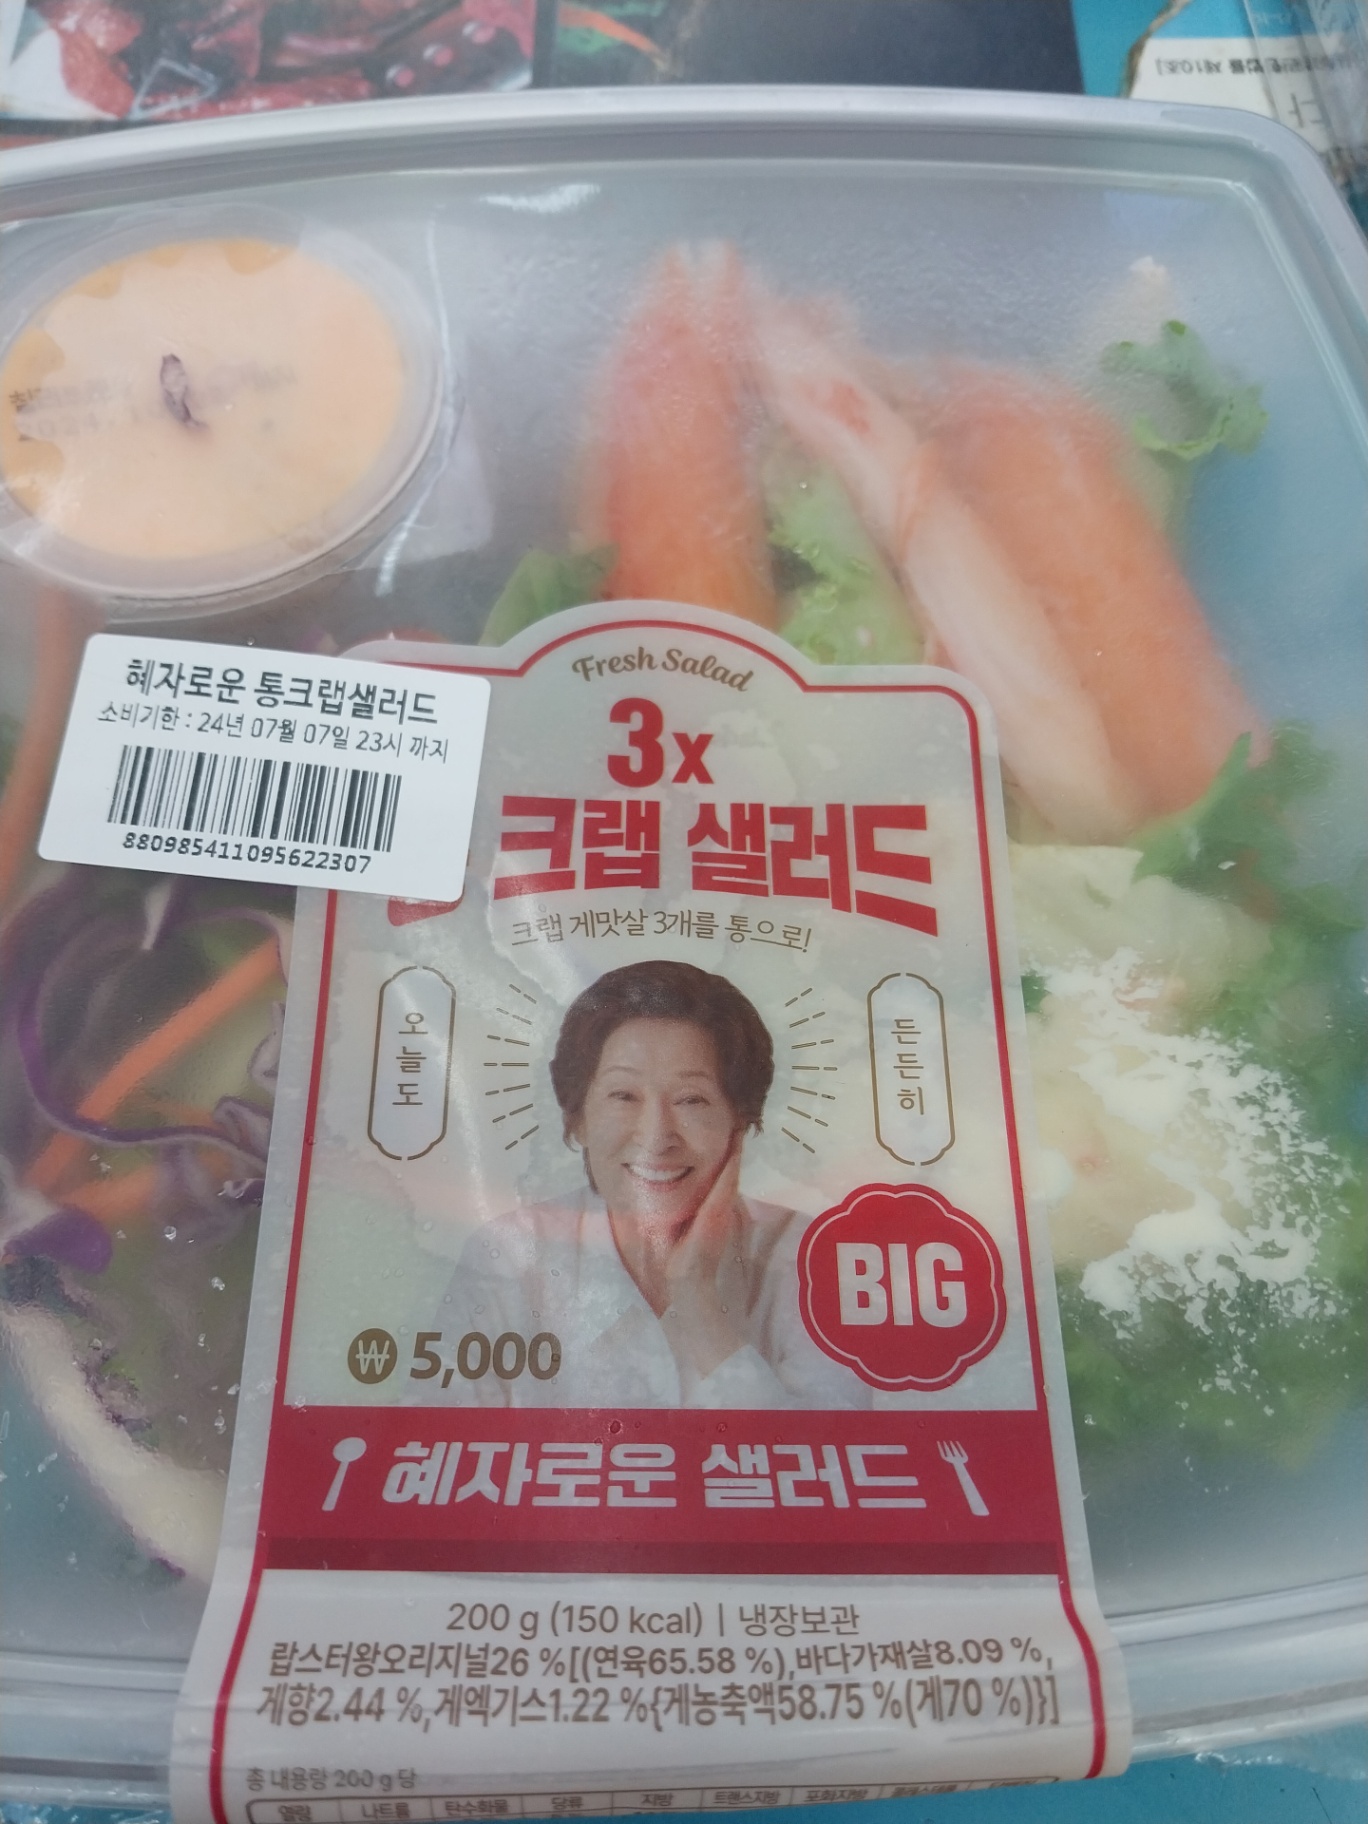 혜자로운 통크랩샐러드
소비기한 : 24년 07월 07일 23시 까지
880985411095622307
Fresh Salad
3x
크랩 샐러드
크랩 게맛살 3개를 통으로!
오늘도
든든히
BIG
₩ 5,000
혜자로운 샐러드
200 g (150 kcal) | 냉장보관
랍스터왕오리지널26 %[(연육65.58 %),바다가재살8.09 %,
게향2.44 %,게엑기스1.22 %{게농축액58.75 %(게70 %)}]
총 내용량 200 g당
열량 나트륨 탄수화물 당류 지방 트랜스지방 포화지방 콜레스테롤